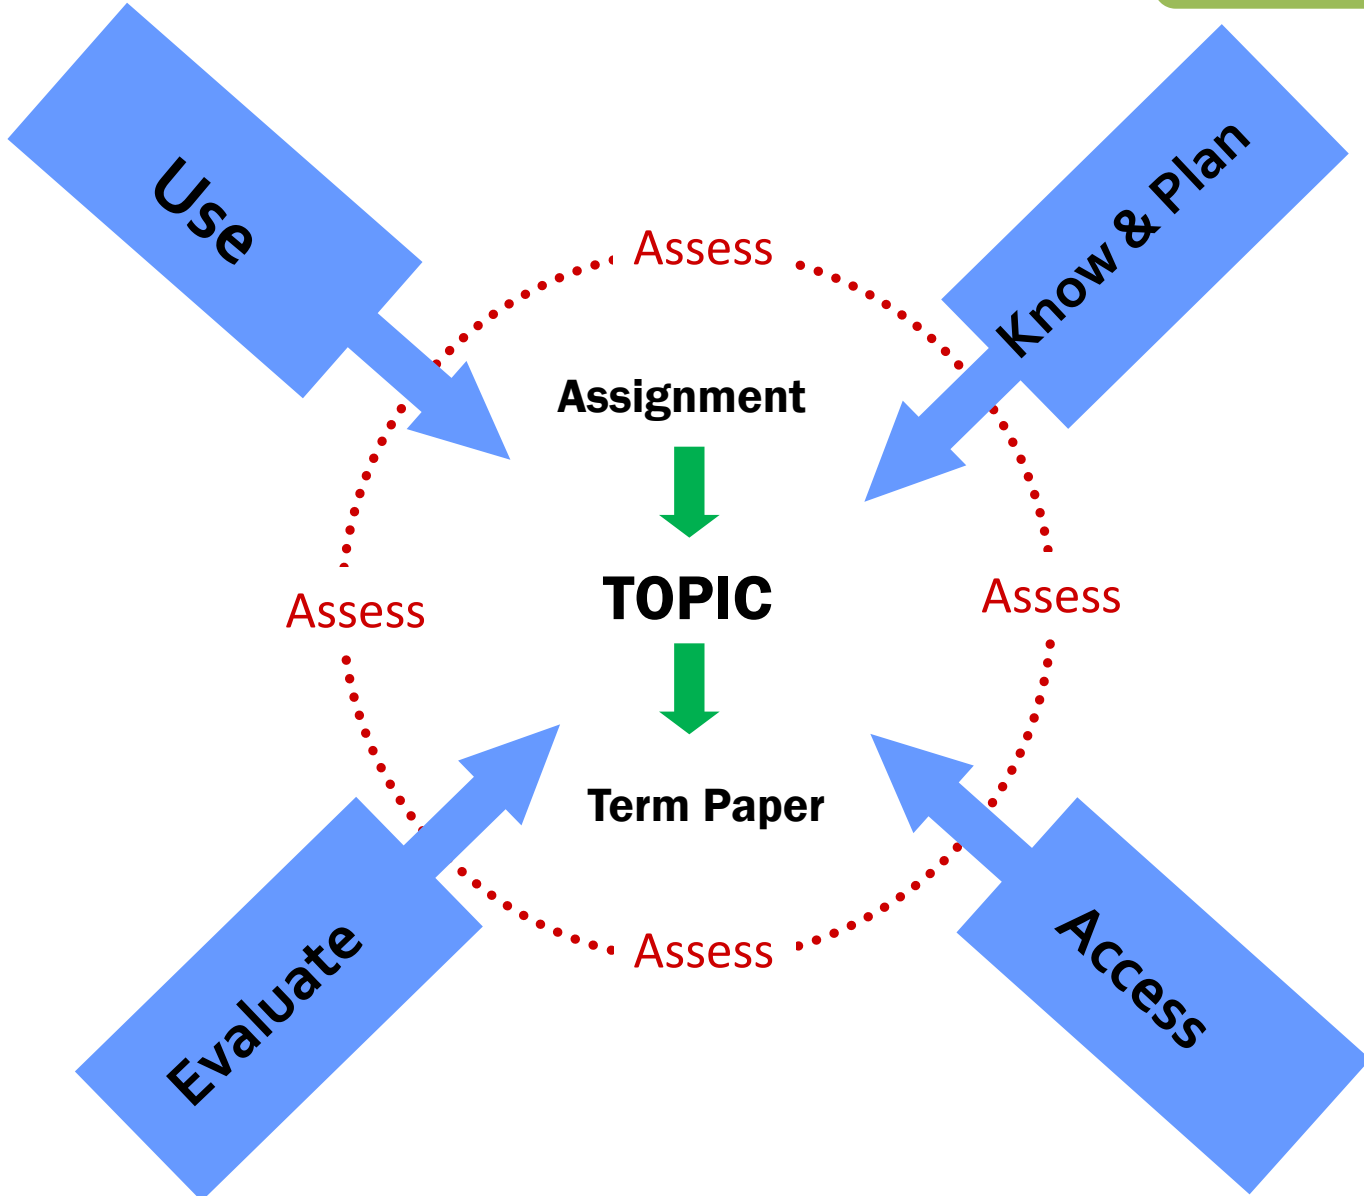 Use
Know & Plan
Assess
Assignment
TOPIC
Assess
Assess
Term Paper
Evaluate
Assess
Access